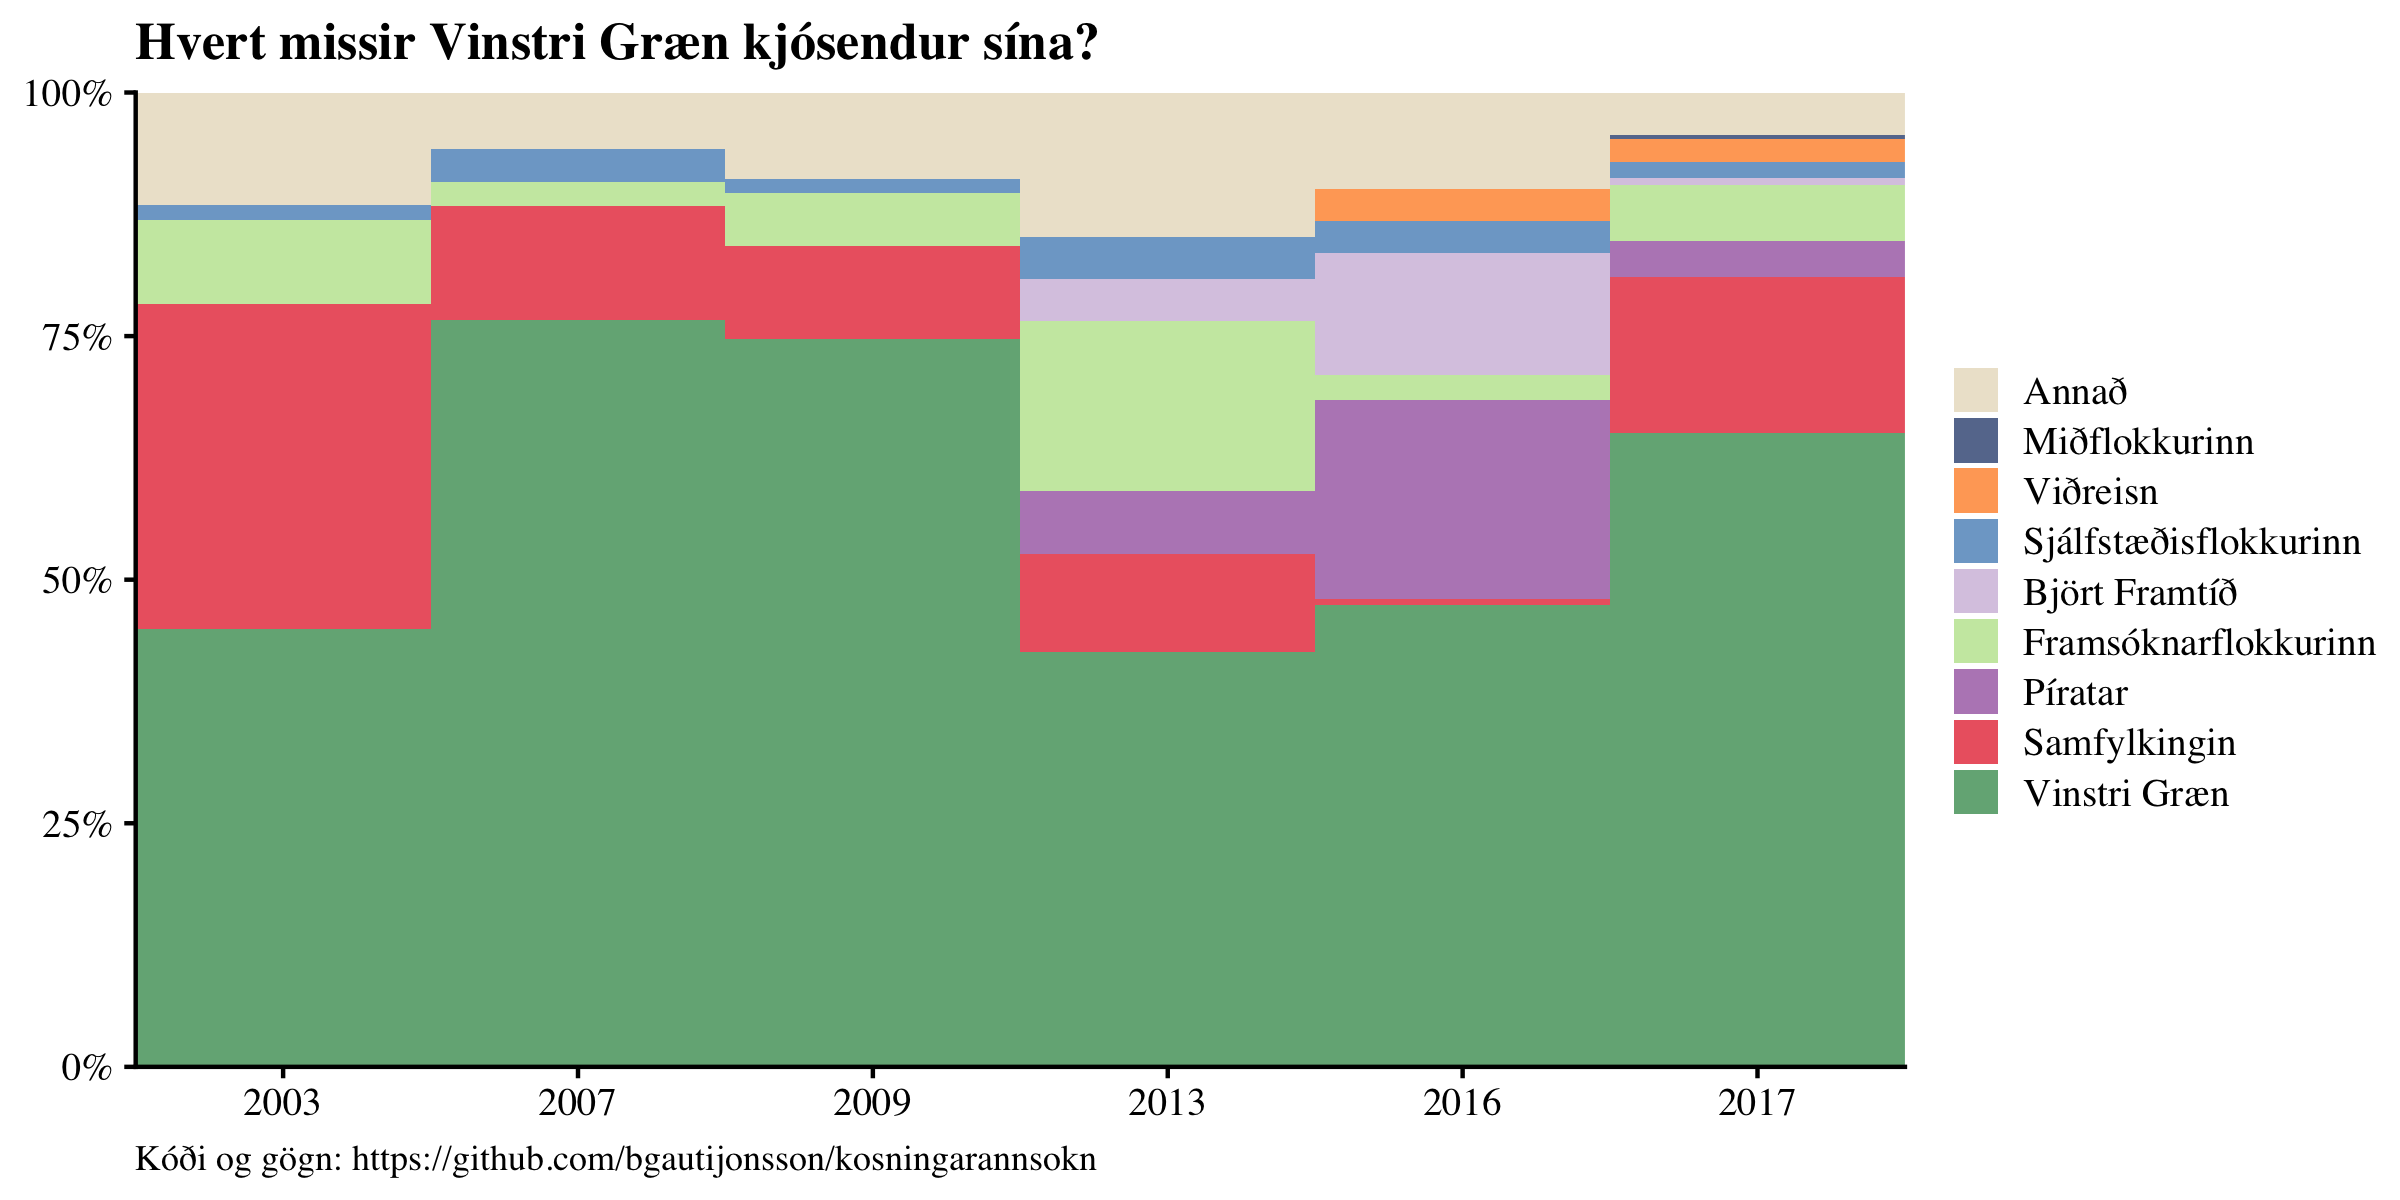 Hvert missir Vinstri Græn kjósendur sína?
100%
75%
50%
25%
0%
2003 2007 2009 2013 2016 2017
Annað
Miðflokkurinn
Viðreisn
Sjálfstæðisflokkurinn
Björt Framtíð
Framsóknarflokkurinn
Píratar
Samfylkingin
Vinstri Græn
Kóði og gögn: https://github.com/bgautijonsson/kosningarannsokn